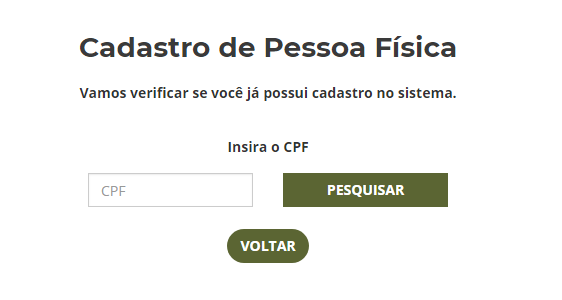 Cadastro de Pessoa Física
Vamos verificar se você já possui cadastro no sistema.
Insira o CPF
CPF
PESQUISAR
VOLTAR